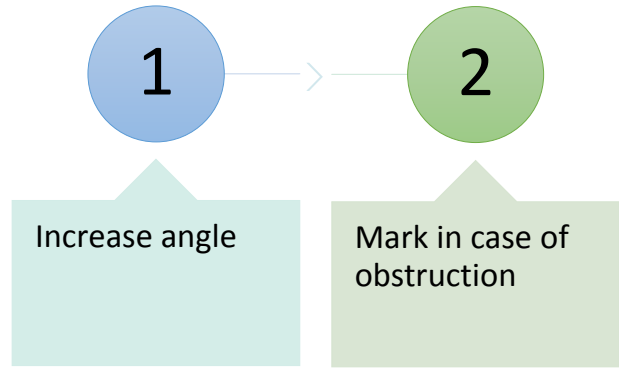 1
2
Increase angle
Mark in case of
obstruction